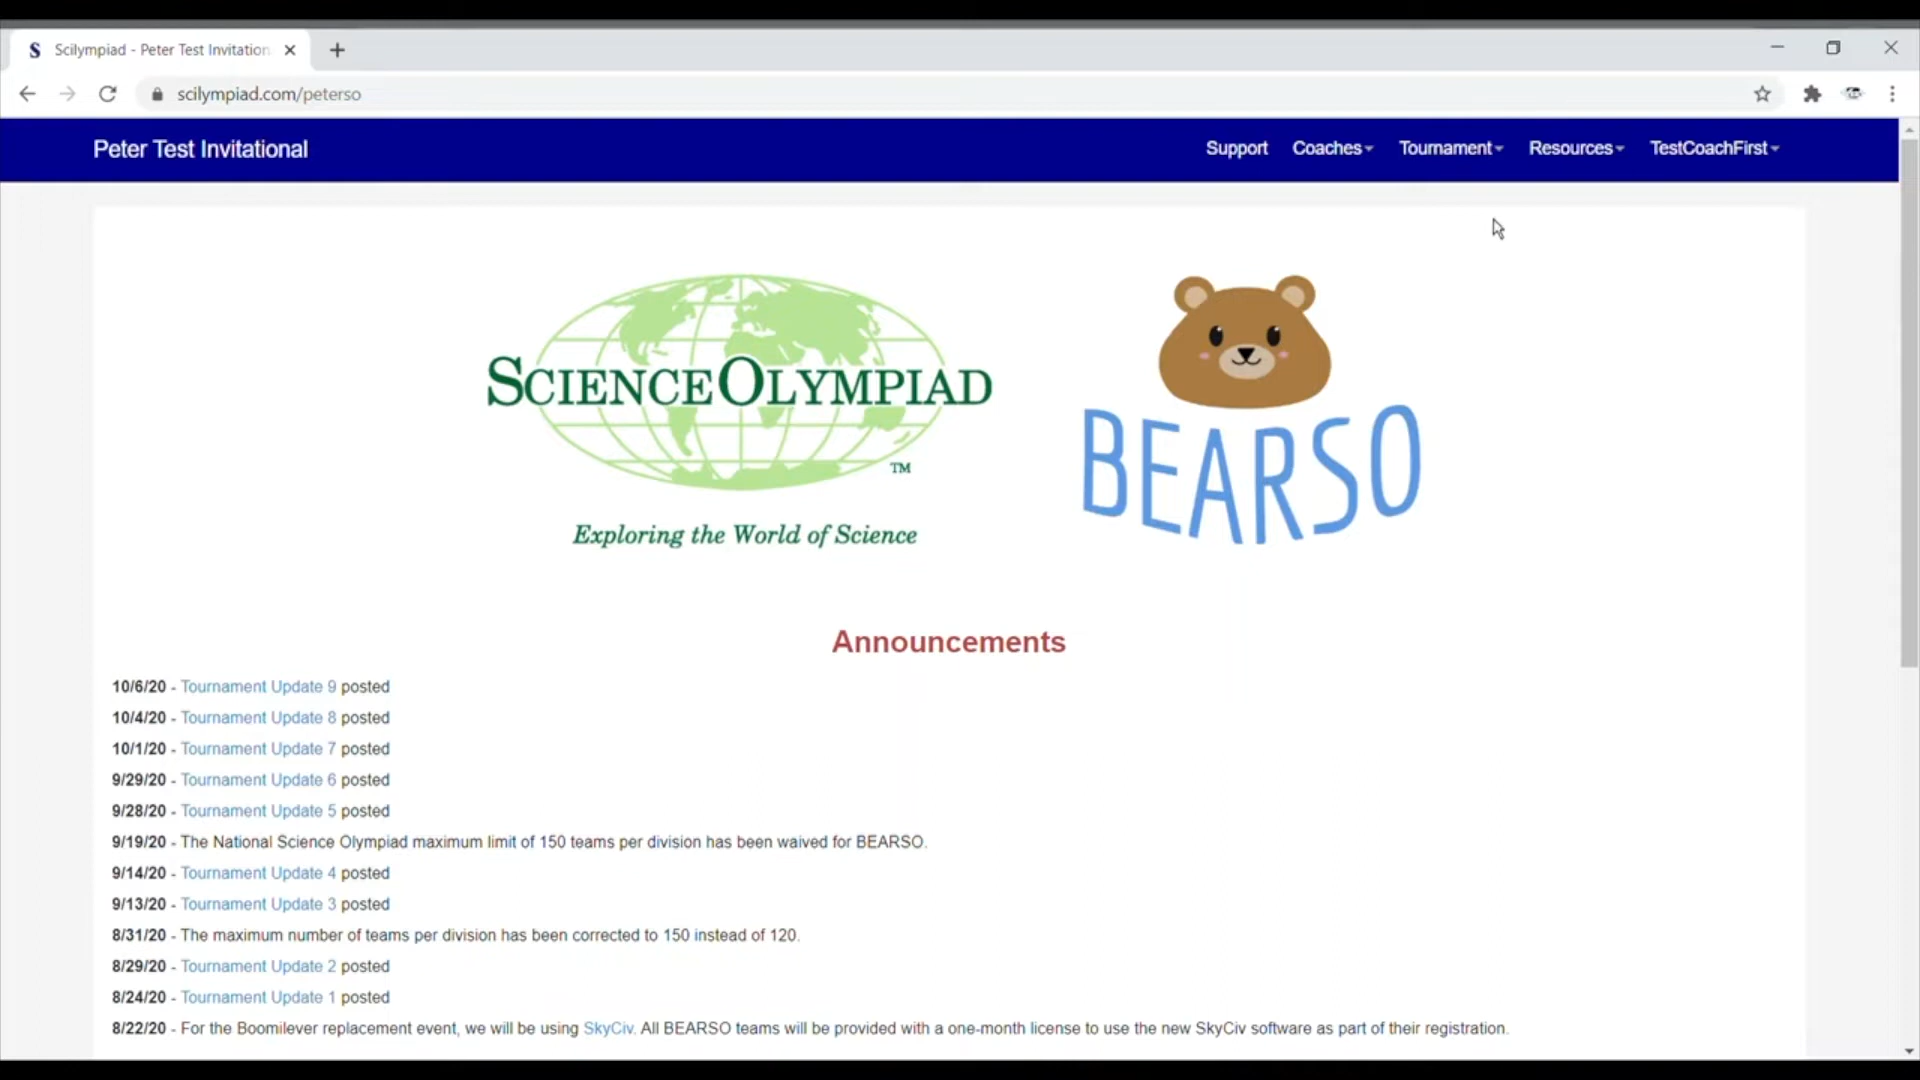 S Scilympiad - Peter Test Invitation
scilympiad.com/peterso
Peter Test Invitational
Support Coaches Tournament Resources TestCoachFirst
SCIENCE OLYMPIAD
TM
Exploring the World of Science
BEARSO
Announcements
10/6/20 - Tournament Update 9 posted
10/4/20 - Tournament Update 8 posted
10/1/20 - Tournament Update 7 posted
9/29/20 - Tournament Update 6 posted
9/28/20 - Tournament Update 5 posted
9/19/20 - The National Science Olympiad maximum limit of 150 teams per division has been waived for BEARSO.
9/14/20 - Tournament Update 4 posted
9/13/20 - Tournament Update 3 posted
8/31/20 - The maximum number of teams per division has been corrected to 150 instead of 120.
8/29/20 - Tournament Update 2 posted
8/24/20 - Tournament Update 1 posted
8/22/20 - For the Boomilever replacement event, we will be using SkyCiv. All BEARSO teams will be provided with a one-month license to use the new SkyCiv software as part of their registration.